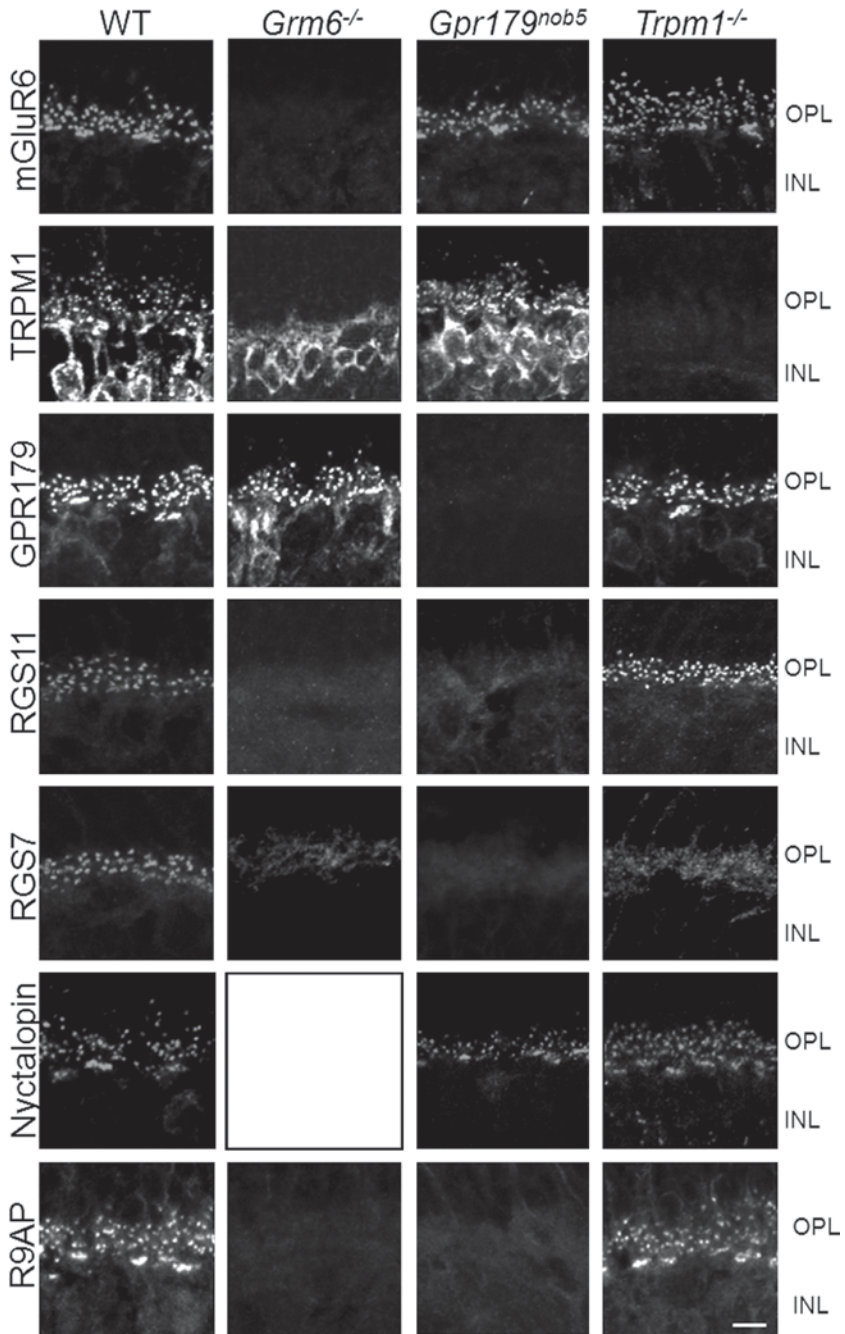 WT Grm6-/- Gpr179nob5 Trpm1-/-
mGluR6 OPL
INL
TRPM1 OPL
INL
GPR179 OPL
INL
RGS11 OPL
INL
RGS7 OPL
INL
Nyctalopin OPL
INL
R9AP OPL
INL